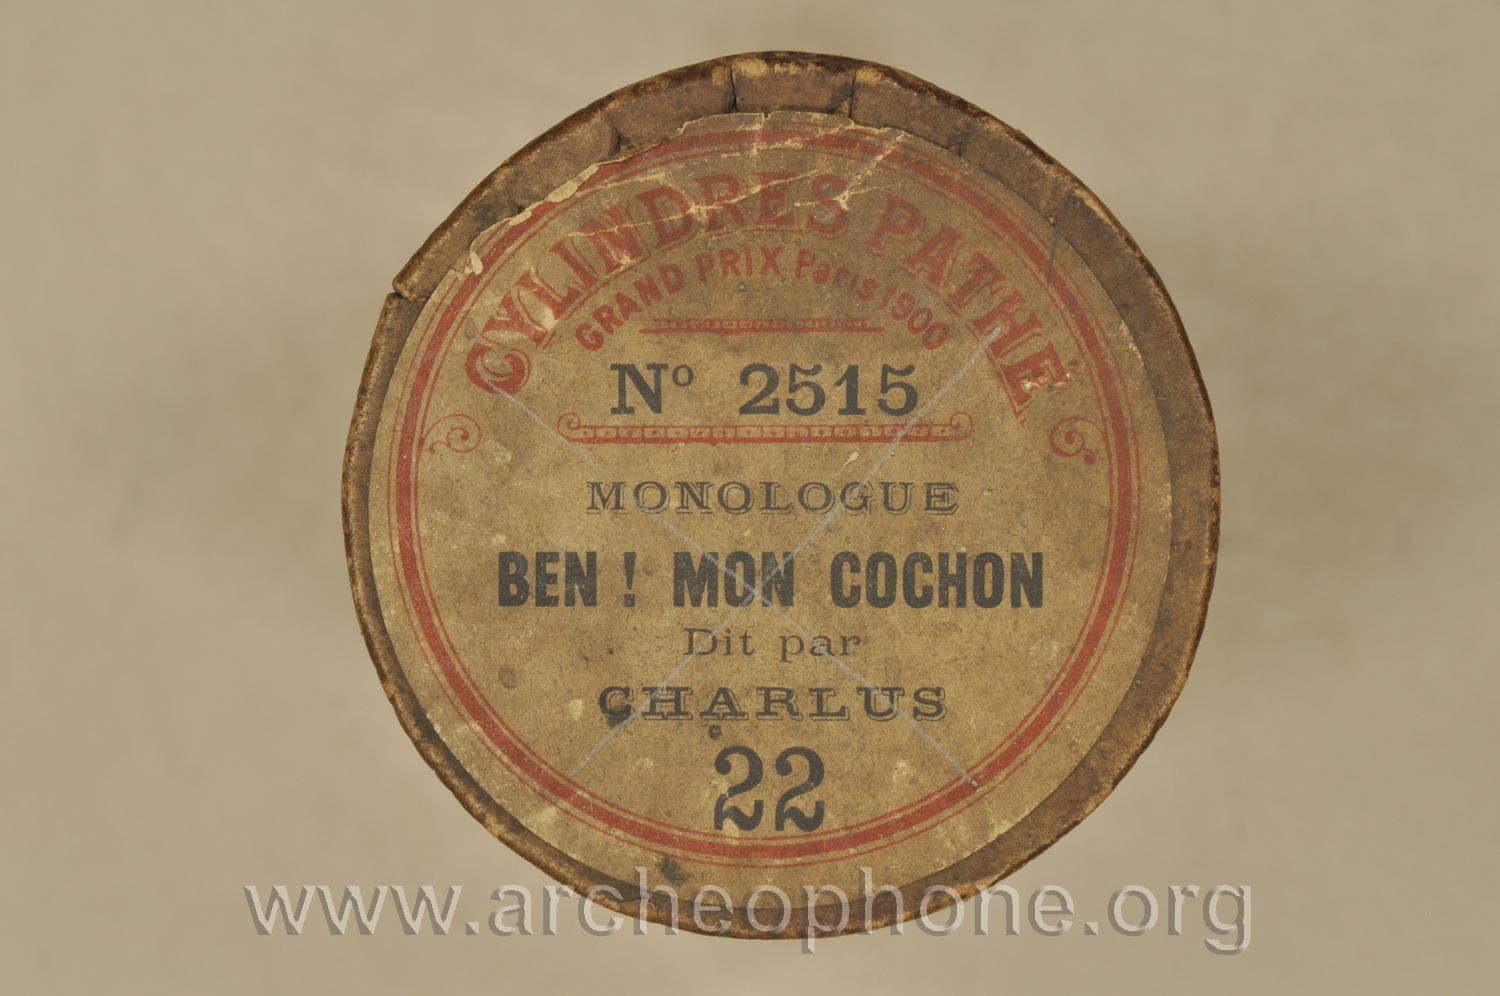 CYLINDRES PATHÉ
GRAND PRIX Paris 1900
Nº 2515
MONOLOGUE
BEN ! MON COCHON
Dit par
CHARLUS
22
www.archeophone.org